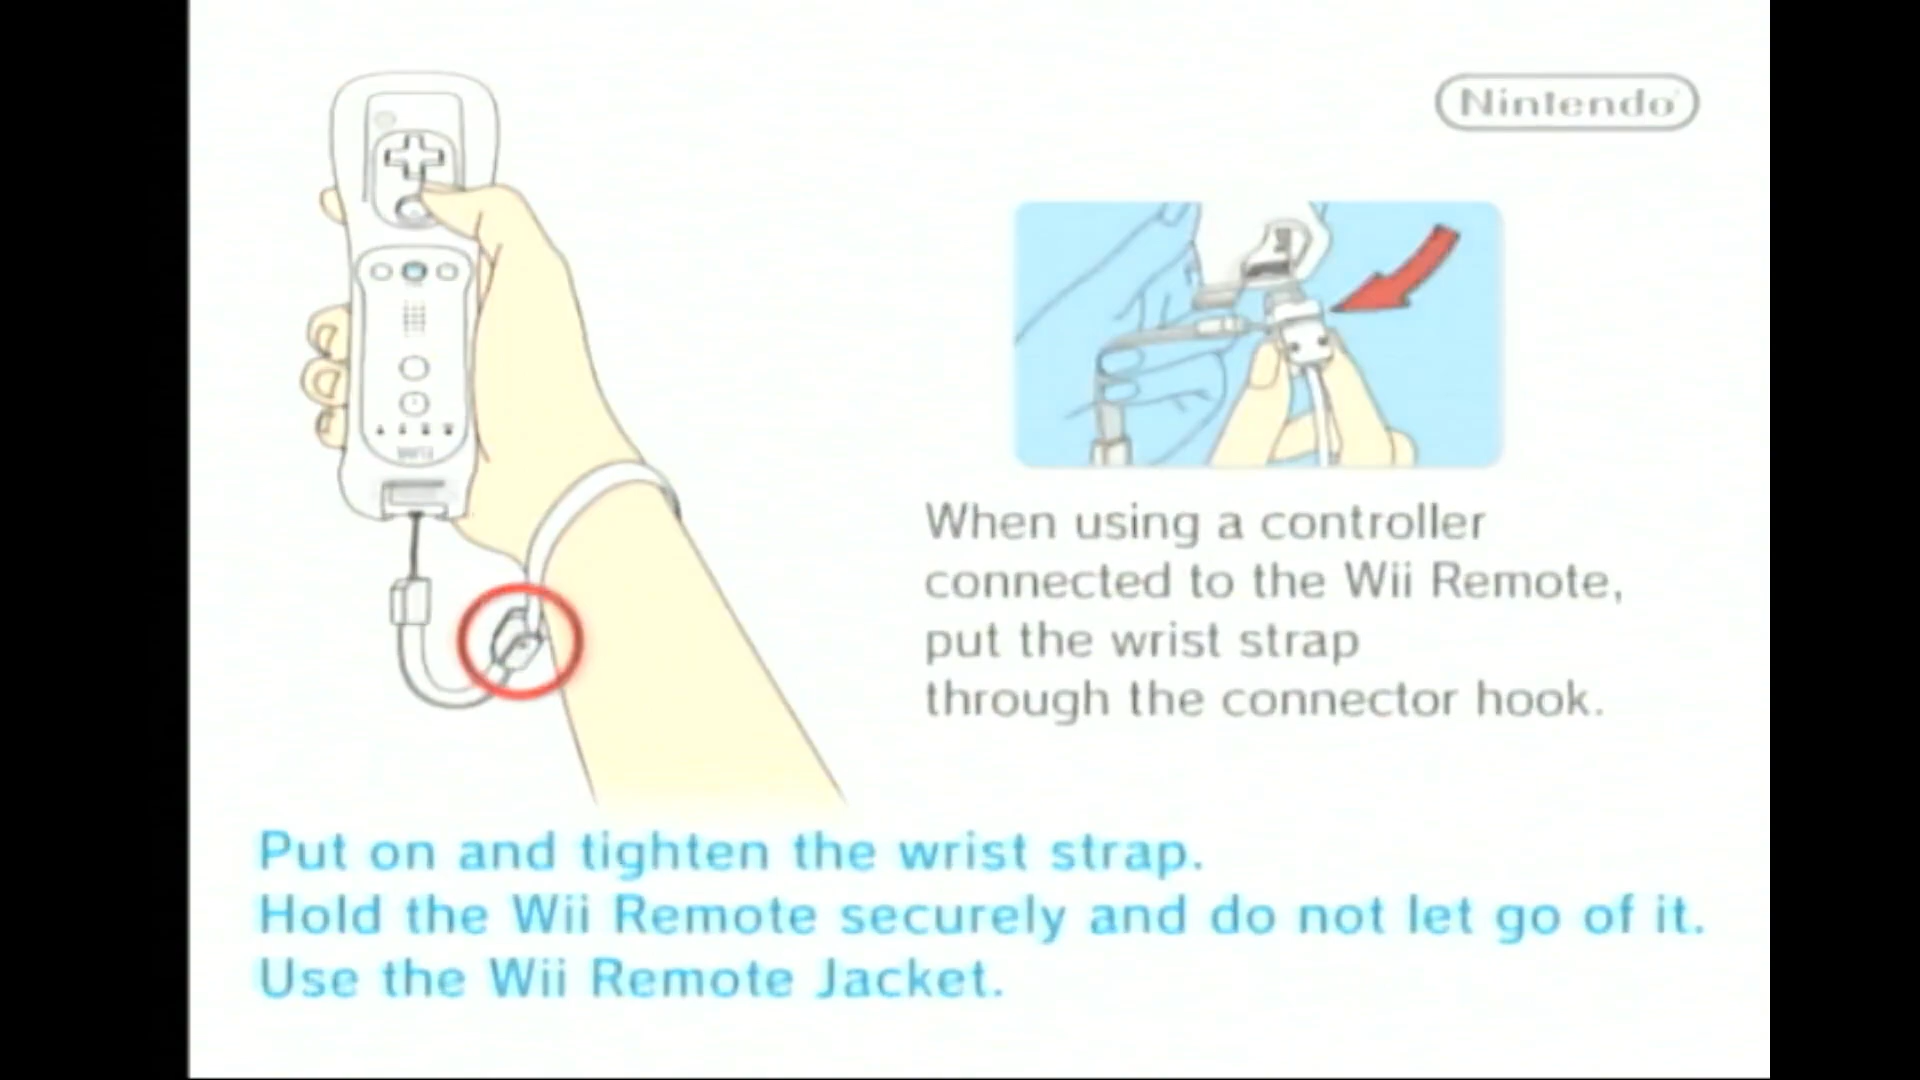 Nintendo
Wii
When using a controller
connected to the Wii Remote,
put the wrist strap
through the connector hook.
Put on and tighten the wrist strap.
Hold the Wii Remote securely and do not let go of it.
Use the Wii Remote Jacket.